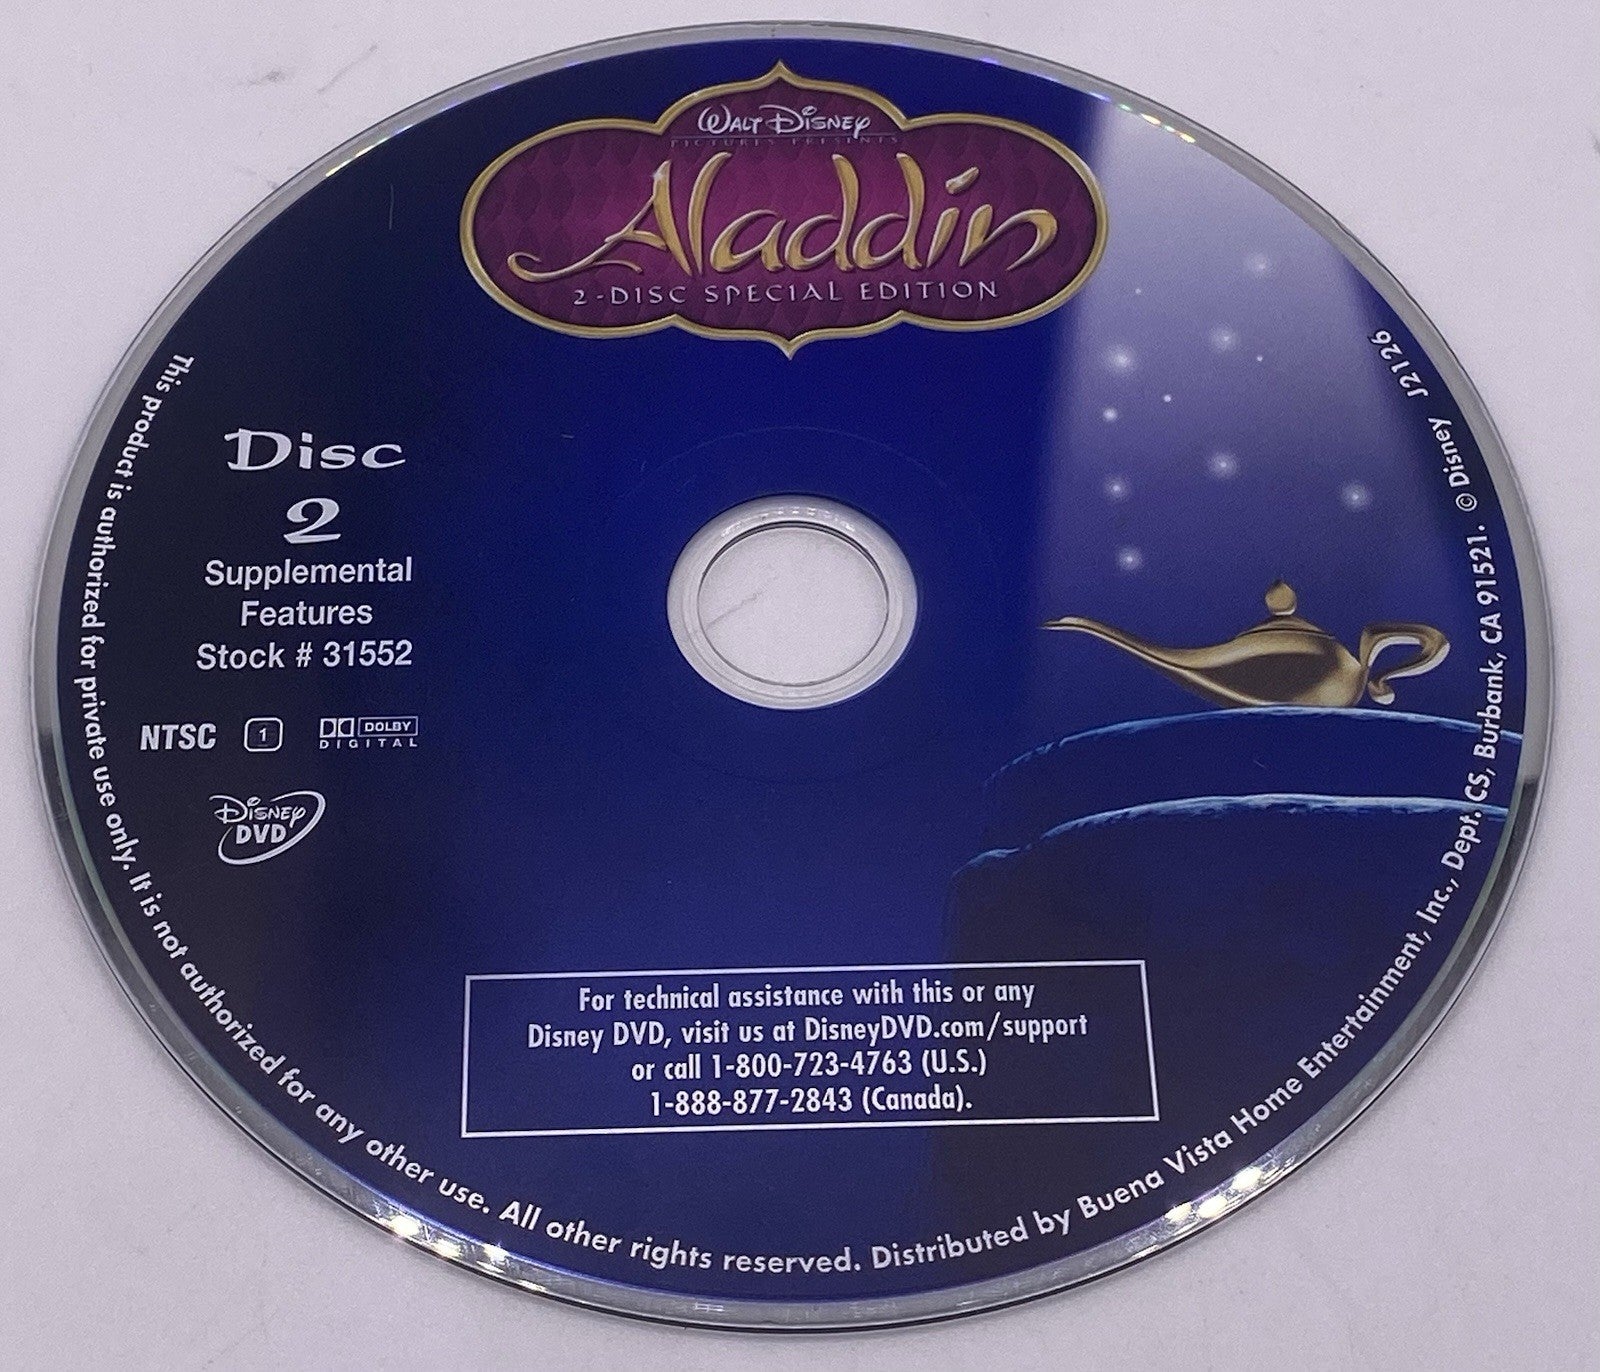 WALT DISNEY
PICTURES PRESENTS
Aladdin
2-DISC SPECIAL EDITION
Disc
2
Supplemental
Features
Stock # 31552
NTSC 1 DOLBY
DIGITAL
DISNEY
DVD
For technical assistance with this or any
Disney DVD, visit us at DisneyDVD.com/support
or call 1-800-723-4763 (U.S.)
1-888-877-2843 (Canada).
This product is authorized for private use only. It is not authorized for any other use. All other rights reserved. Distributed by Buena Vista Home Entertainment, Inc., Dept. CS, Burbank, CA 91521. © Disney J2126